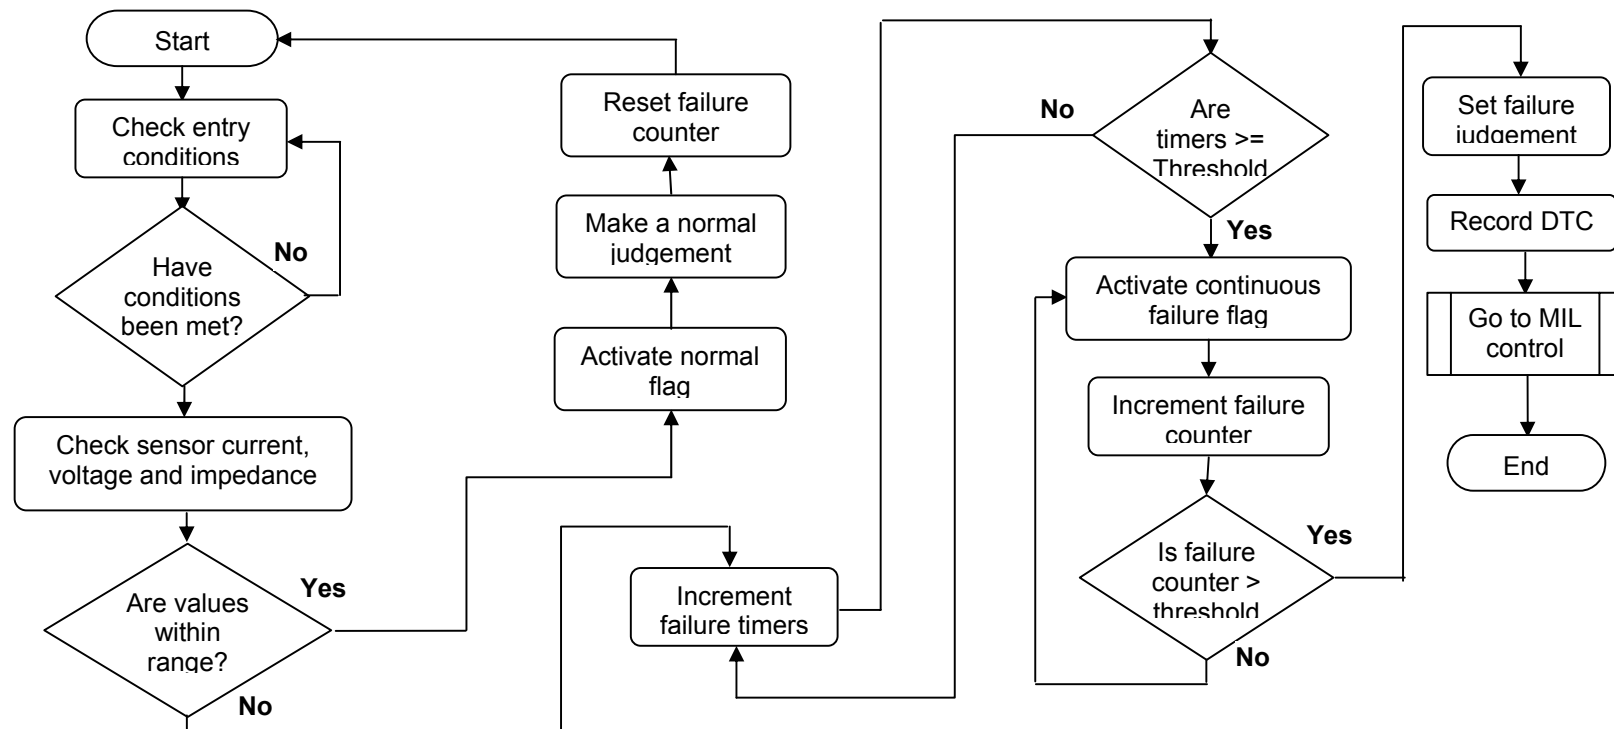 Start
Check entry
conditions
Have
conditions
been met?
No
Check sensor current,
voltage and impedance
Are values
within
range?
Yes
No
Reset failure
counter
Make a normal
judgement
Activate normal
flag
Increment
failure timers
Are
timers >=
Threshold
No
Yes
Activate continuous
failure flag
Increment failure
counter
Is failure
counter >
threshold
Yes
No
Set failure
judgement
Record DTC
Go to MIL
control
End